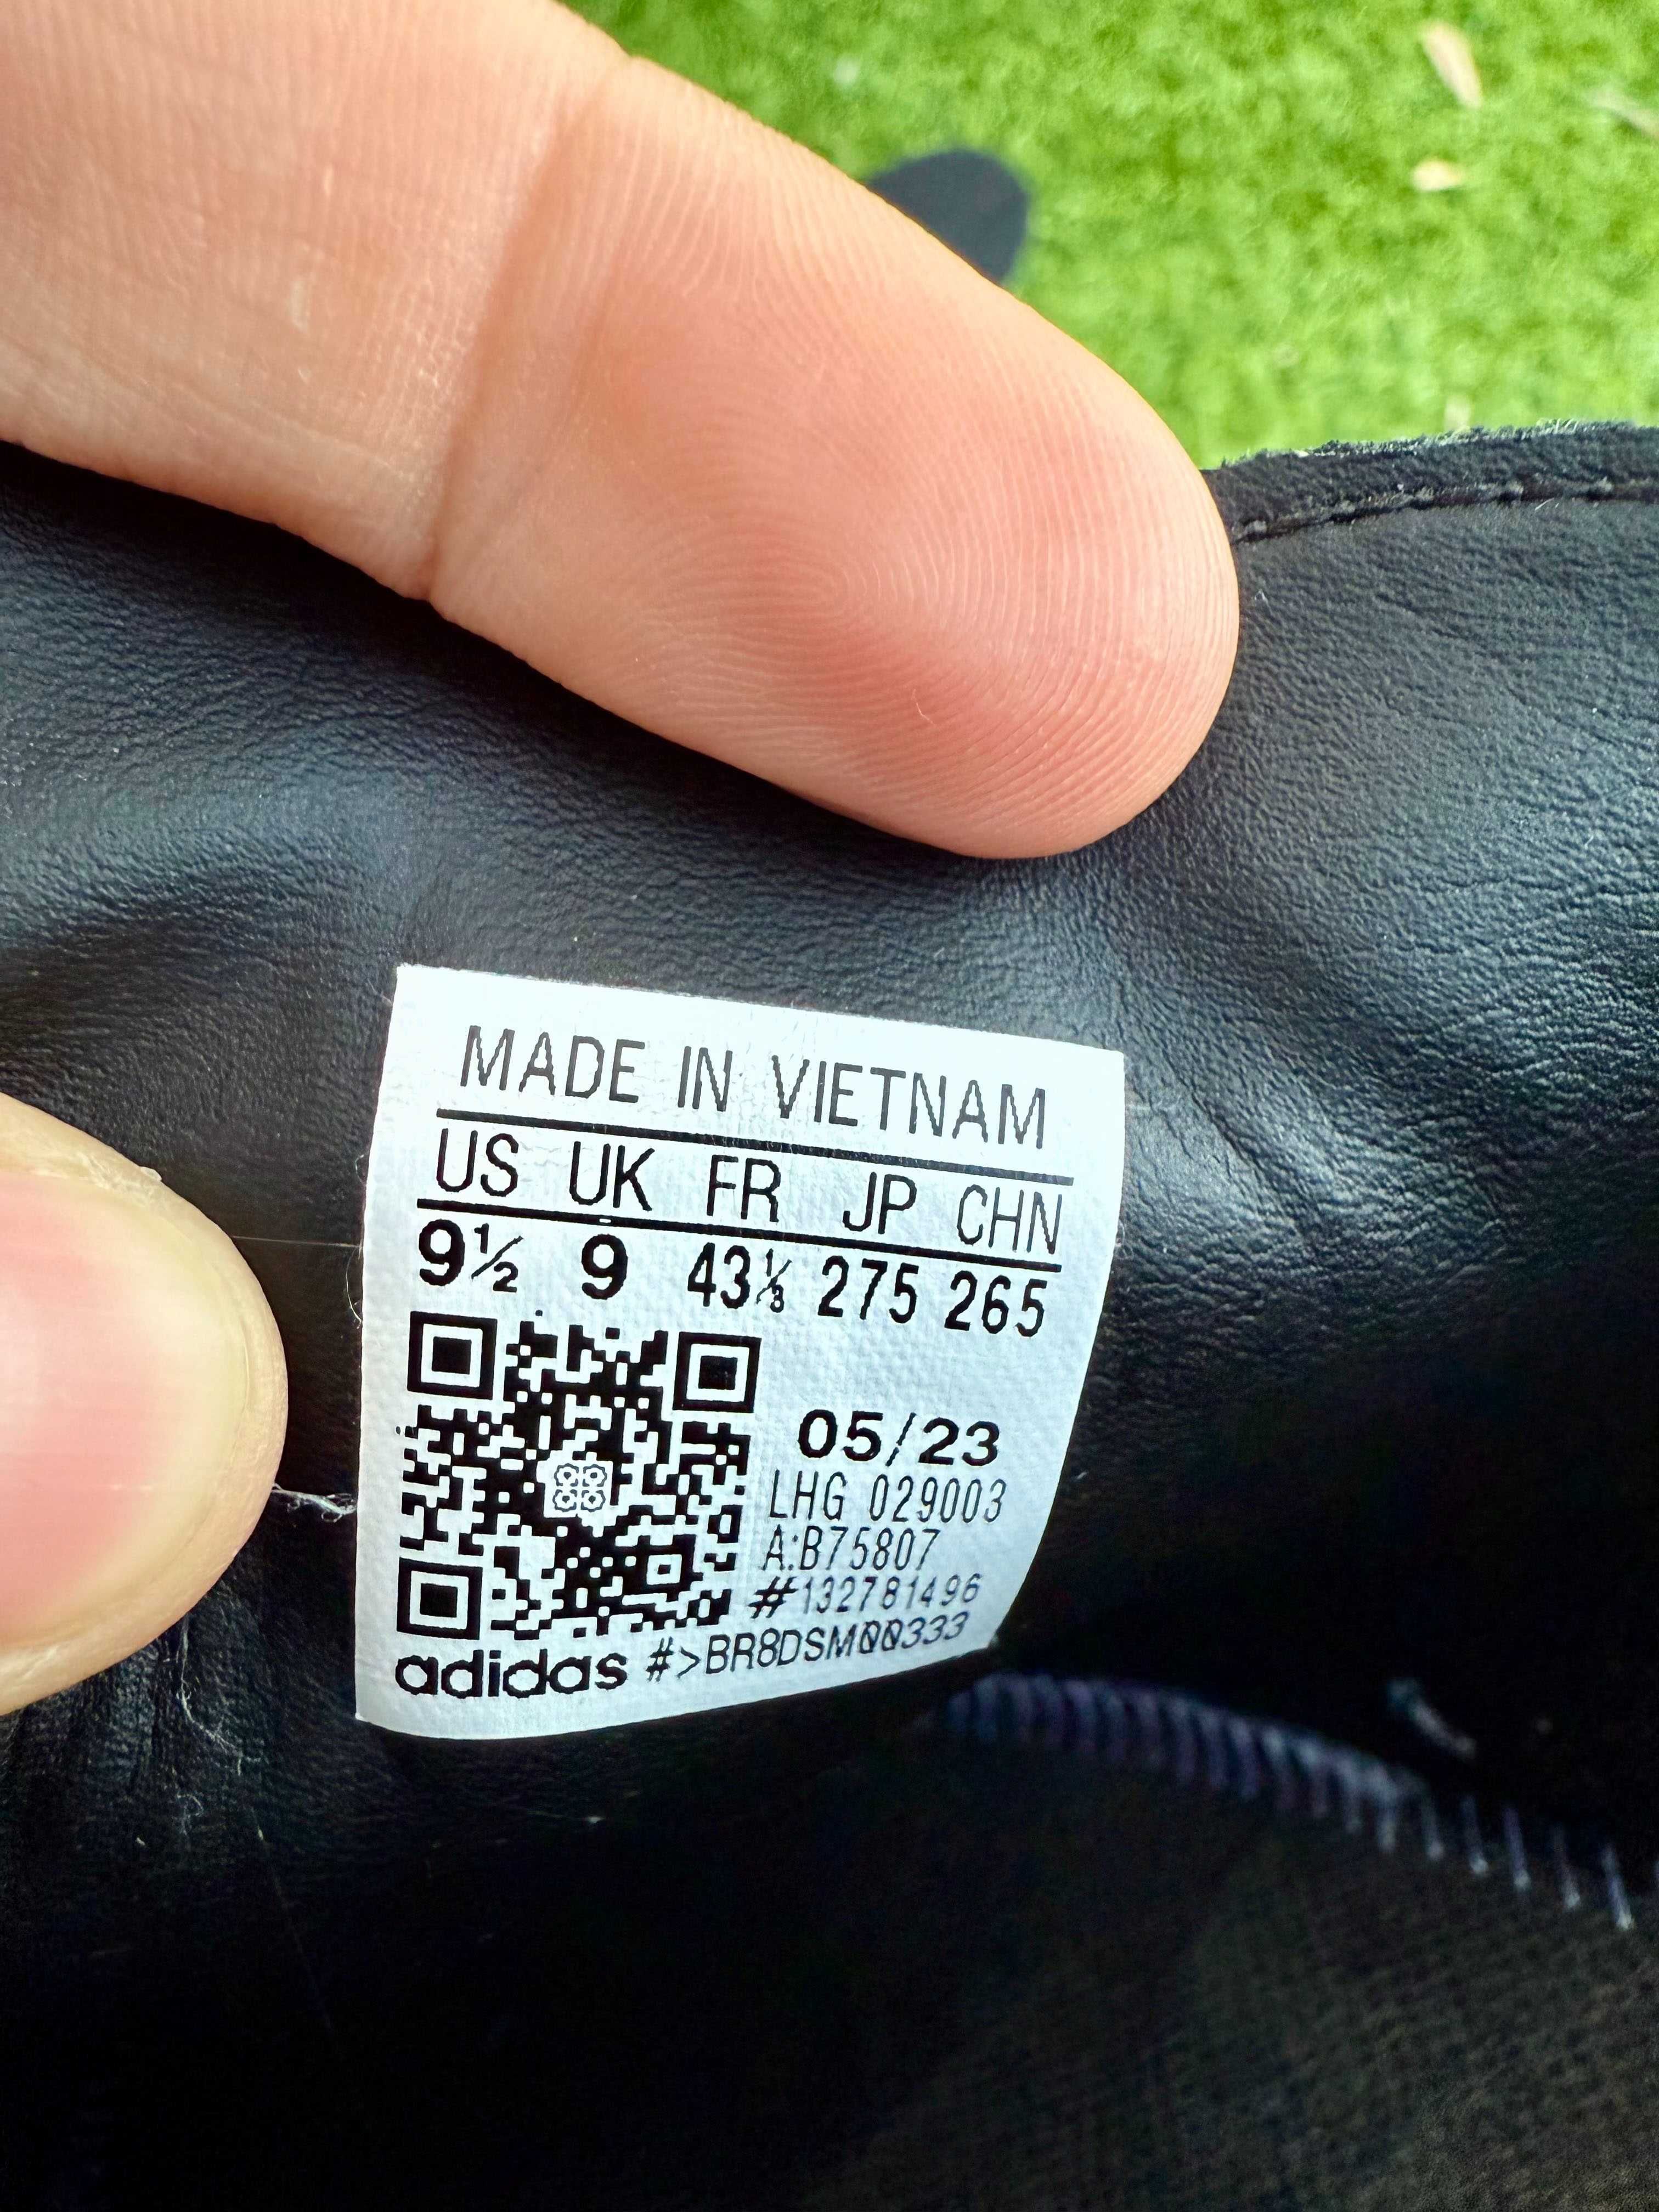 MADE IN VIETNAM
US UK FR JP CHN
9½ 9 43⅓ 275 265
05/23
LHG 029003
A:B75807
#132781496
adidas #>BR8DSM00333